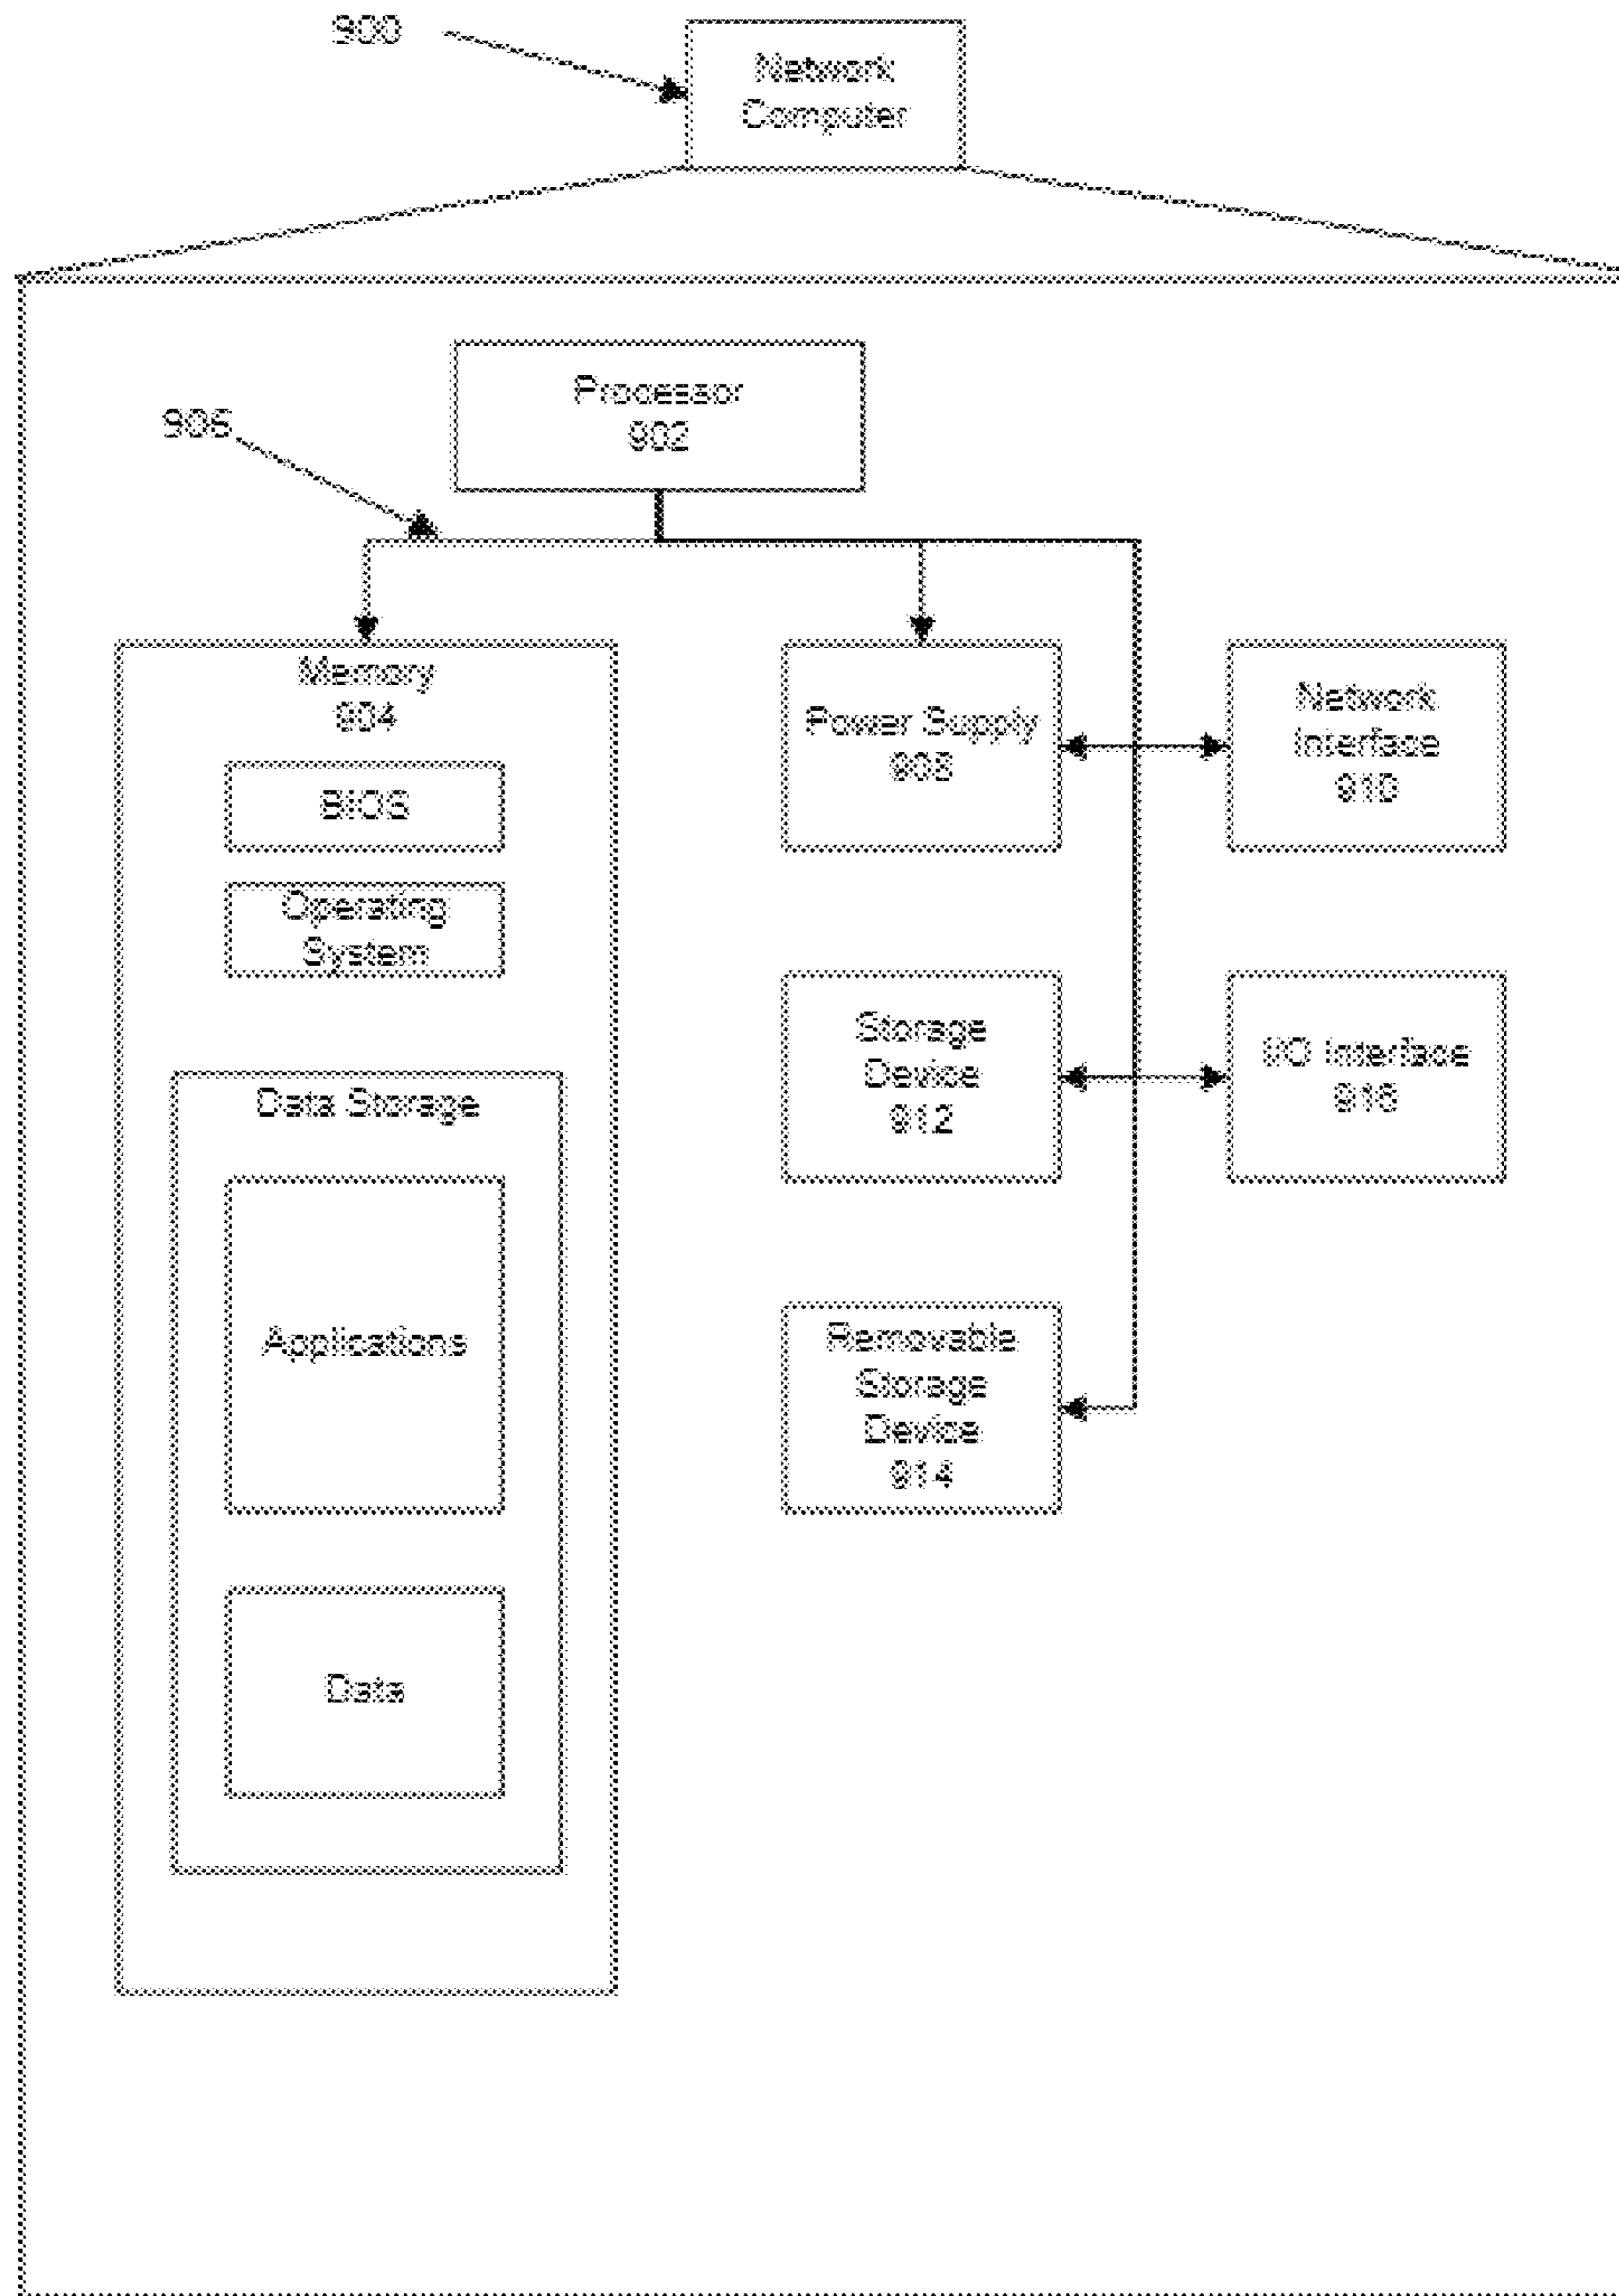 900
Network
Computer
Processor
902
906
Memory
904
BIOS
Operating
System
Data Storage
Applications
Data
Power Supply
908
Network
Interface
910
Storage
Device
912
I/O Interface
916
Removable
Storage
Device
914